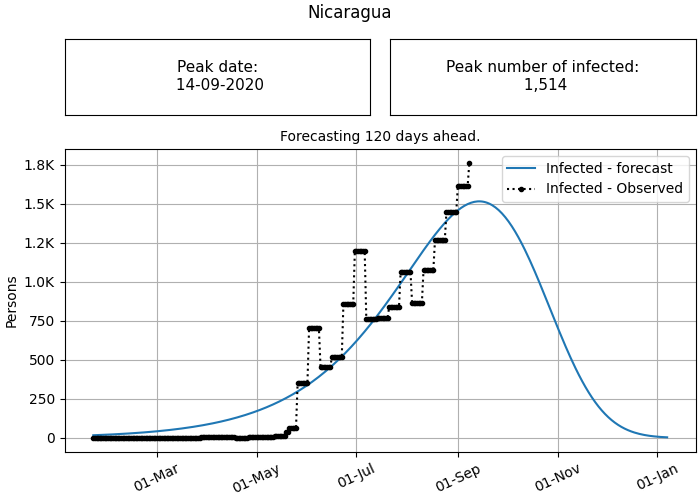 Nicaragua
Peak date:
14-09-2020
Peak number of infected:
1,514
Forecasting 120 days ahead.
Infected - forecast
Infected - Observed
1.8K
1.5K
1.2K
1.0K
750
500
250
0
Persons
01-Mar
01-May
01-Jul
01-Sep
01-Nov
01-Jan